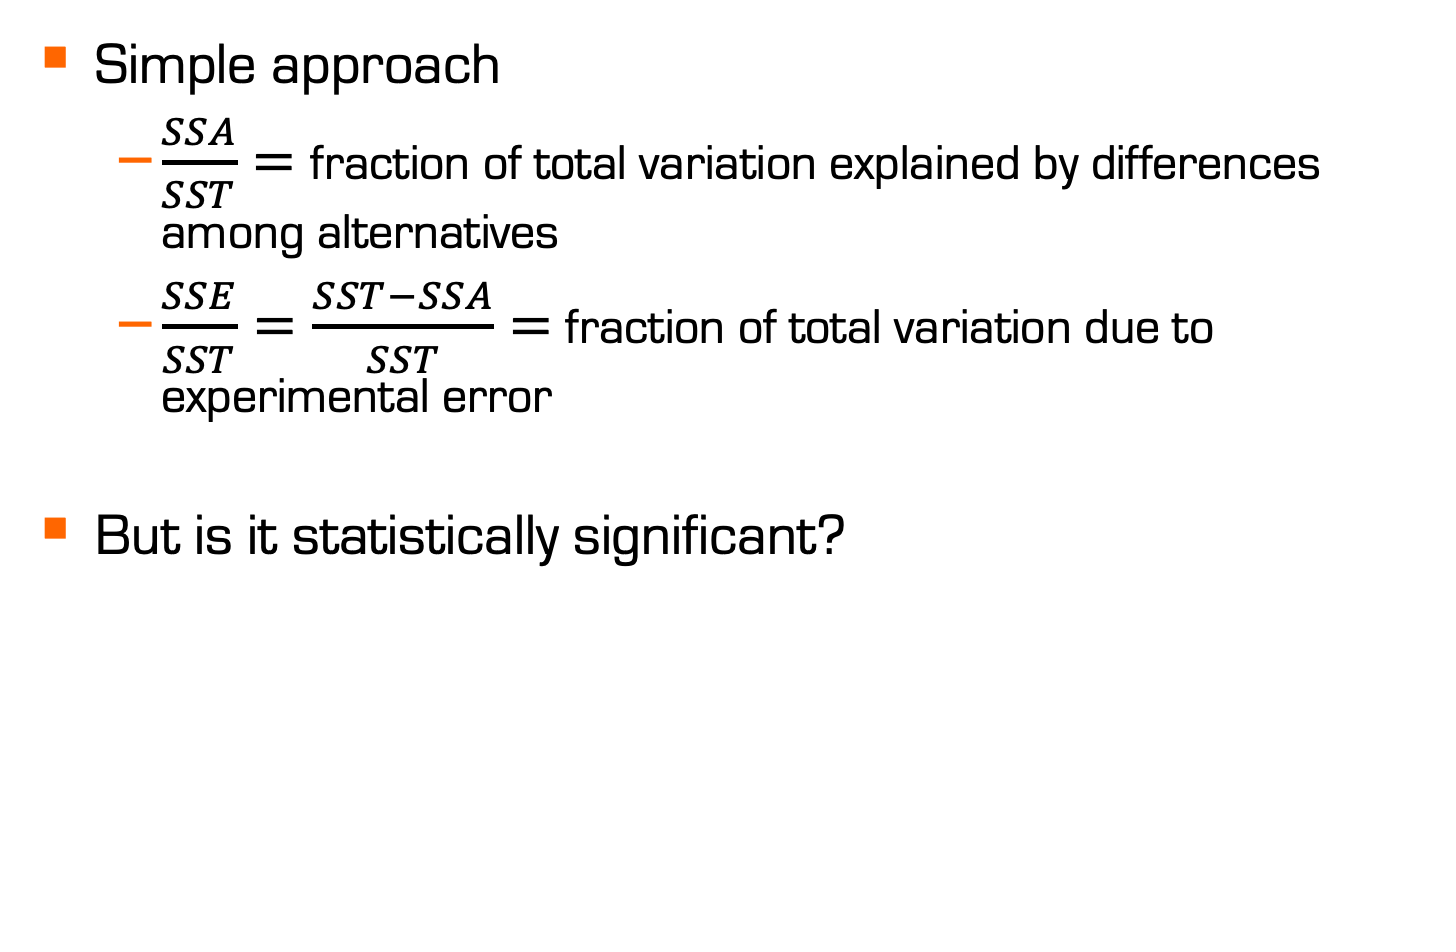 ▪ Simple approach
– SSA/SST = fraction of total variation explained by differences
among alternatives
– SSE/SST = SST−SSA/SST = fraction of total variation due to
experimental error
▪ But is it statistically significant?